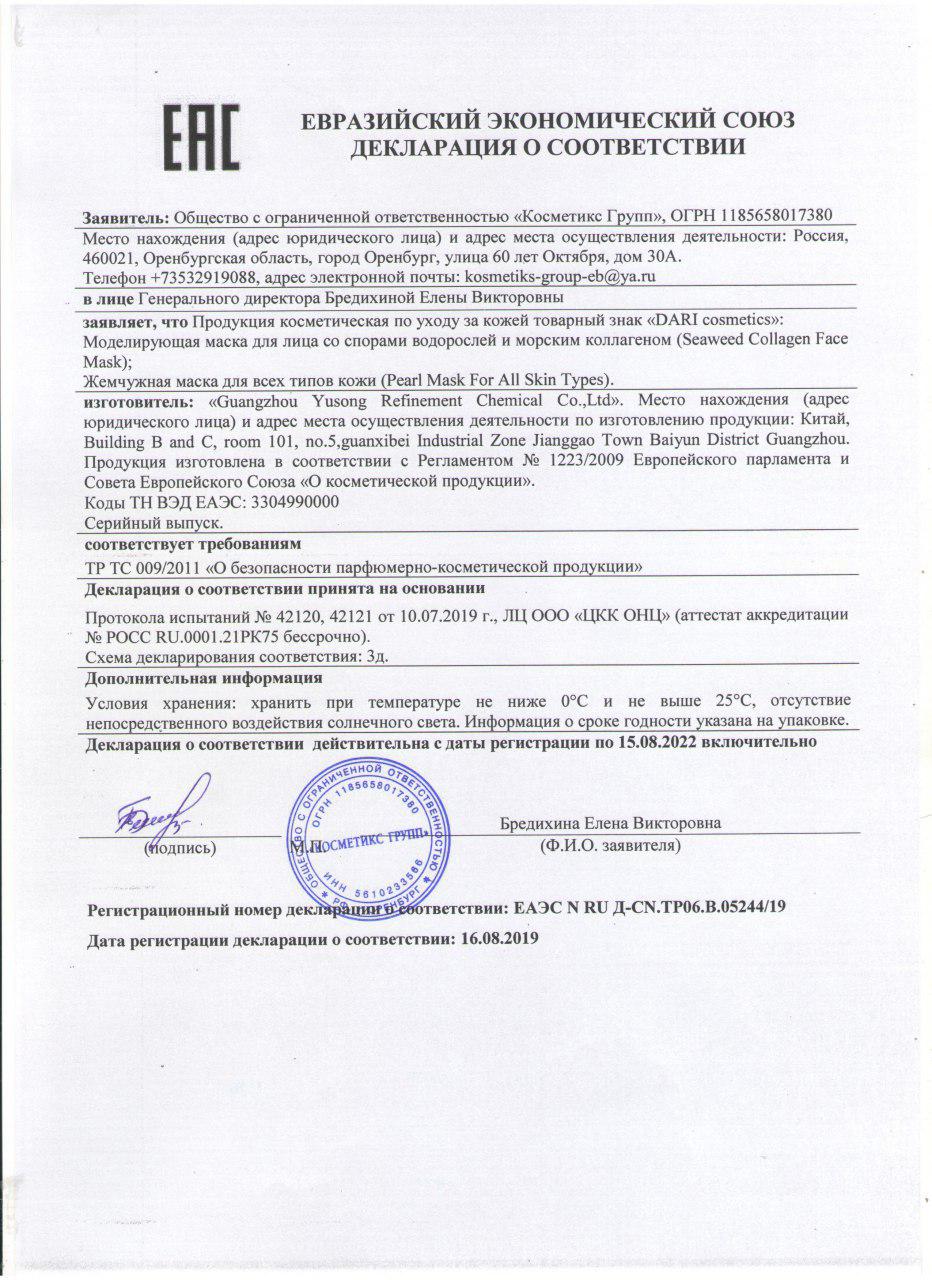 ЕАС
ЕВРАЗИЙСКИЙ ЭКОНОМИЧЕСКИЙ СОЮЗ
ДЕКЛАРАЦИЯ О СООТВЕТСТВИИ
Заявитель: Общество с ограниченной ответственностью «Косметикс Групп», ОГРН 1185658017380
Место нахождения (адрес юридического лица) и адрес места осуществления деятельности: Россия,
460021, Оренбургская область, город Оренбург, улица 60 лет Октября, дом 30А.
Телефон +73532919088, адрес электронной почты: kosmetiks-group-eb@ya.ru
в лице Генерального директора Бредихиной Елены Викторовны
заявляет, что Продукция косметическая по уходу за кожей товарный знак «DARI cosmetics»:
Моделирующая маска для лица со спорами водорослей и морским коллагеном (Seaweed Collagen Face
Mask);
Жемчужная маска для всех типов кожи (Pearl Mask For All Skin Types).
изготовитель: «Guangzhou Yusong Refinement Chemical Co.,Ltd». Место нахождения (адрес
юридического лица) и адрес места осуществления деятельности по изготовлению продукции: Китай,
Building B and C, room 101, no.5,guanxibei Industrial Zone Jianggao Town Baiyun District Guangzhou.
Продукция изготовлена в соответствии с Регламентом № 1223/2009 Европейского парламента и
Совета Европейского Союза «О косметической продукции».
Коды ТН ВЭД ЕАЭС: 3304990000
Серийный выпуск.
соответствует требованиям
ТР ТС 009/2011 «О безопасности парфюмерно-косметической продукции»
Декларация о соответствии принята на основании
Протокола испытаний № 42120, 42121 от 10.07.2019 г., ЛЦ ООО «ЦКК ОНЦ» (аттестат аккредитации
№ РОСС RU.0001.21РК75 бессрочно).
Схема декларирования соответствия: 3д.
Дополнительная информация
Условия хранения: хранить при температуре не ниже 0°С и не выше 25°С, отсутствие
непосредственного воздействия солнечного света. Информация о сроке годности указана на упаковке.
Декларация о соответствии действительна с даты регистрации по 15.08.2022 включительно
ОБЩЕСТВО С ОГРАНИЧЕННОЙ ОТВЕТСТВЕННОСТЬЮ
ОГРН 1185658017380
«КОСМЕТИКС ГРУПП»
ИНН 5610233566
РФ г. ОРЕНБУРГ
Бредихина Елена Викторовна
(подпись) М.П. (Ф.И.О. заявителя)
Регистрационный номер декларации о соответствии: ЕАЭС N RU Д-CN.ТР06.В.05244/19
Дата регистрации декларации о соответствии: 16.08.2019